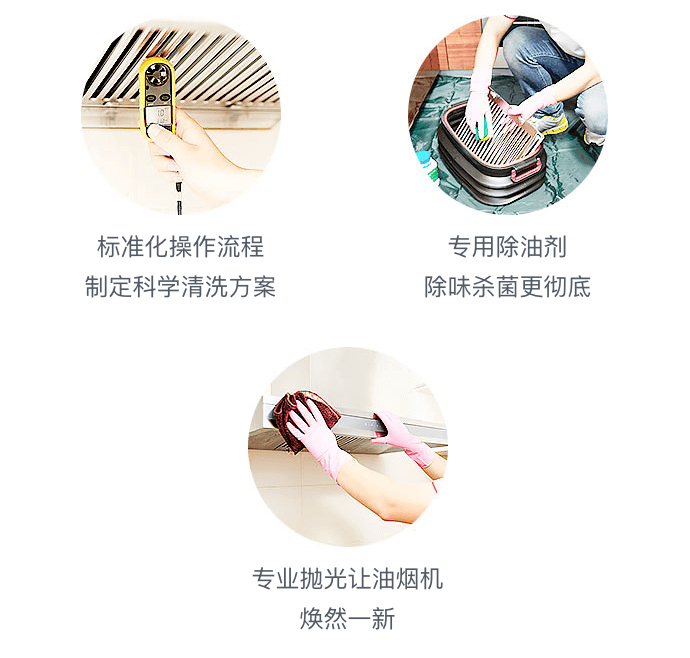 标准化操作流程
制定科学清洗方案
专用除油剂
除味杀菌更彻底
专业抛光让油烟机
焕然一新